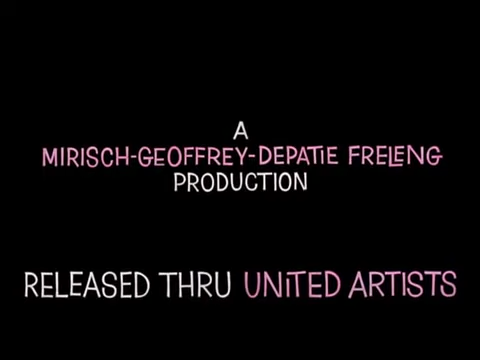 A
MIRISCH-GEOFFREY-DEPATIE FRELENG
PRODUCTION
RELEASED THRU UNITED ARTISTS